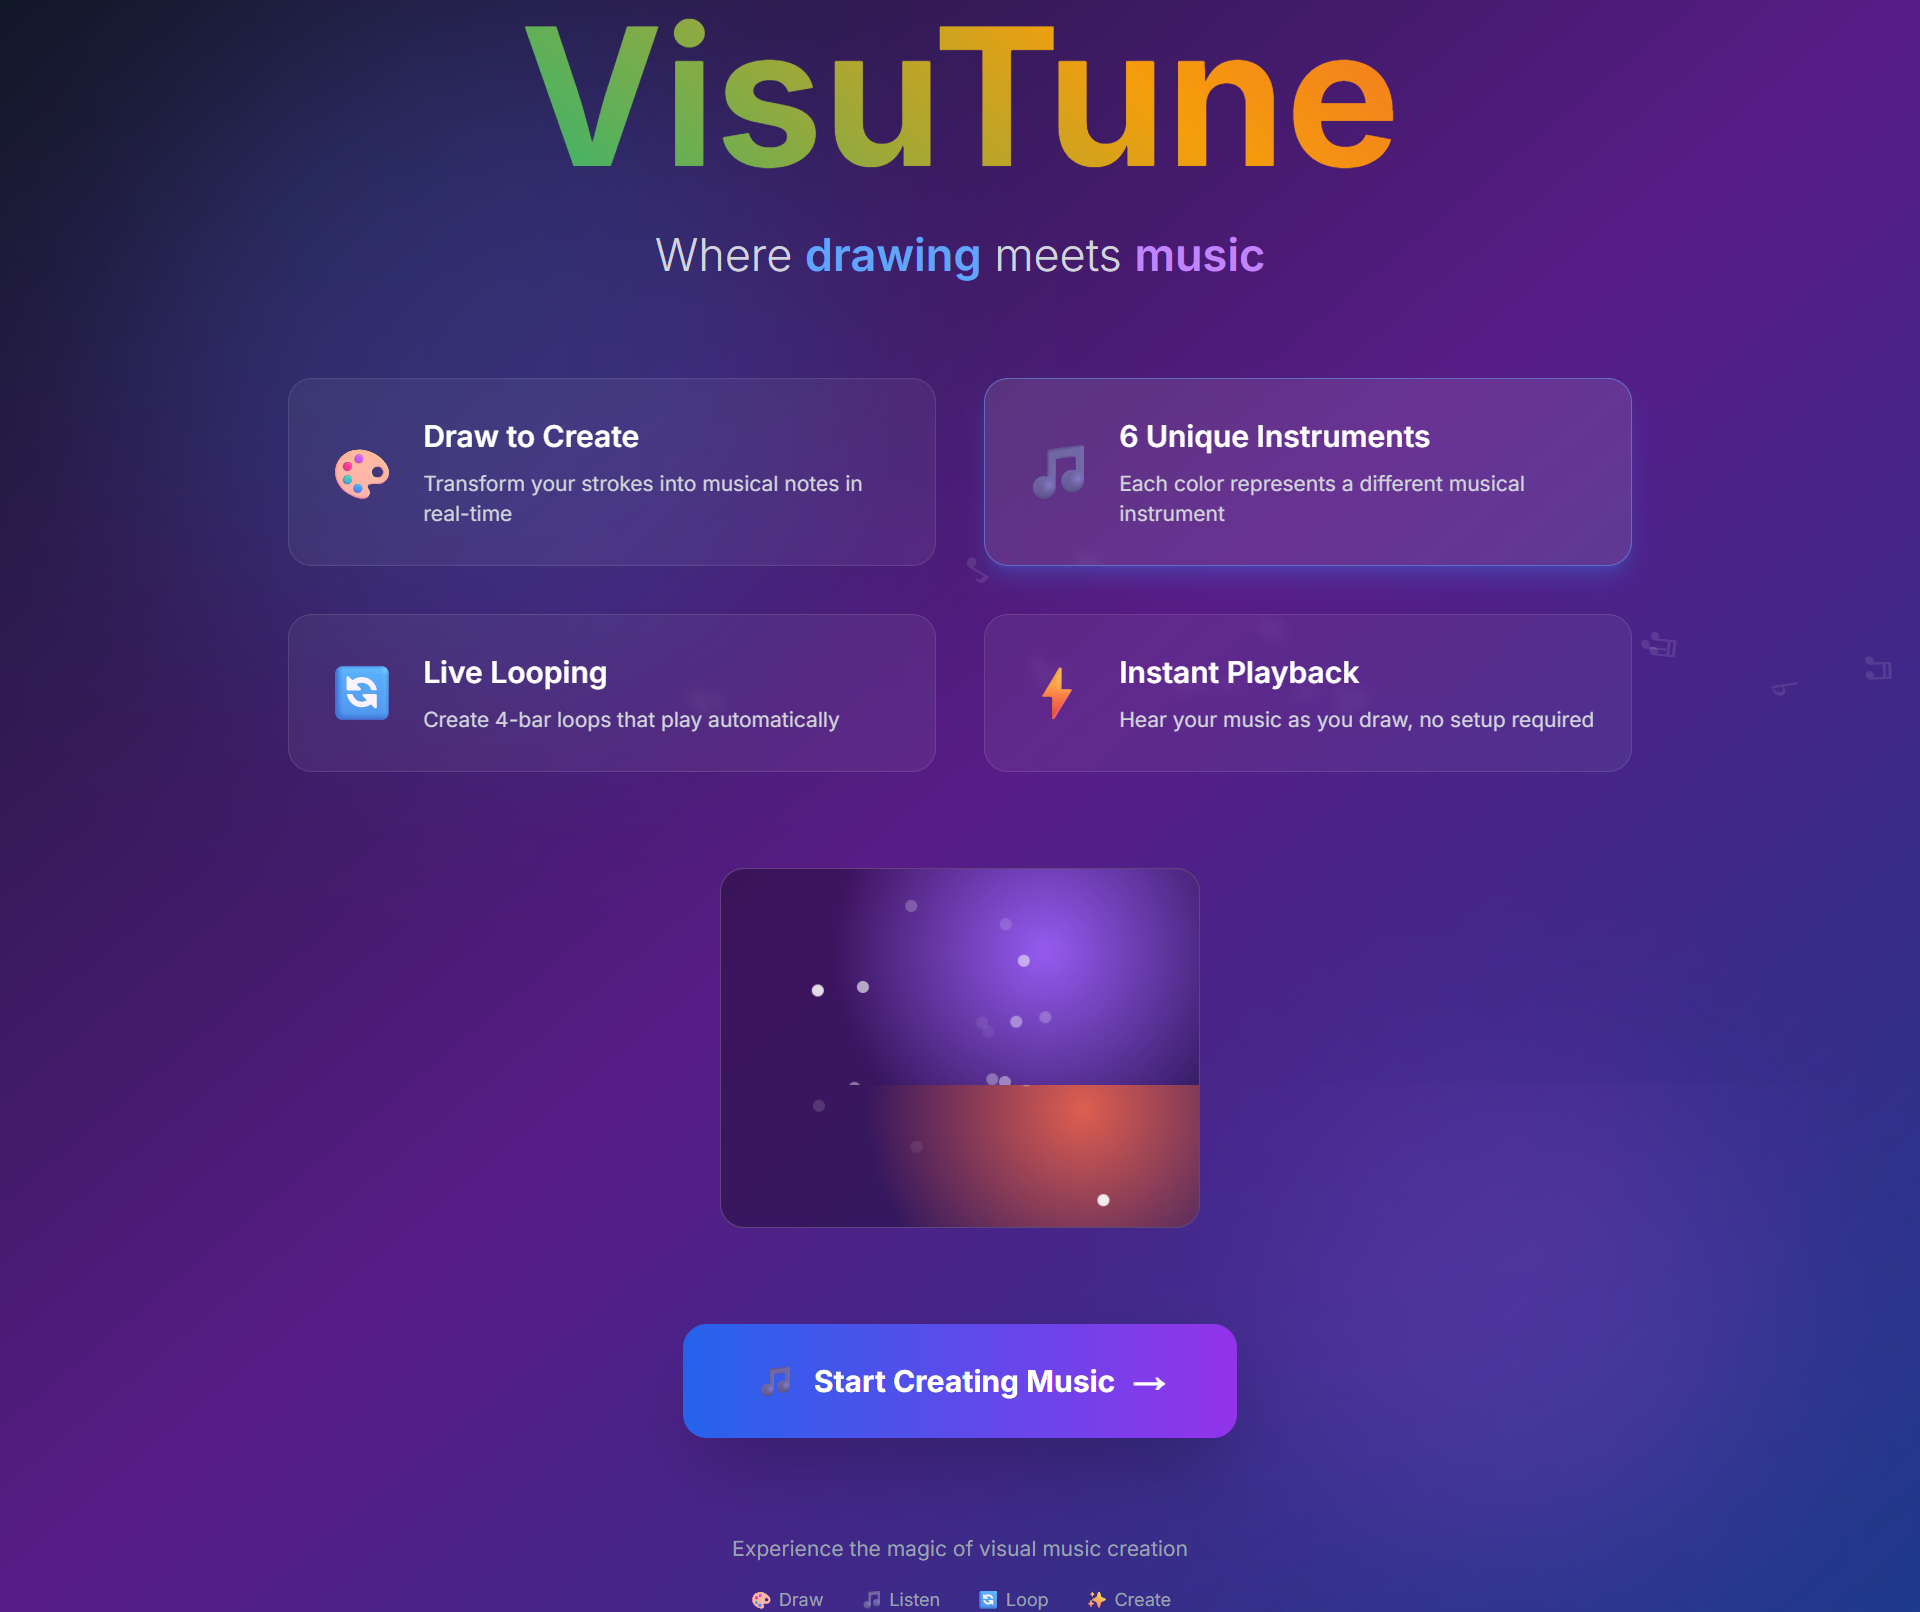 VisuTune
Where drawing meets music
Draw to Create
Transform your strokes into musical notes in
real-time
6 Unique Instruments
Each color represents a different musical
instrument
Live Looping
Create 4-bar loops that play automatically
Instant Playback
Hear your music as you draw, no setup required
Start Creating Music →
Experience the magic of visual music creation
Draw
Listen
Loop
Create